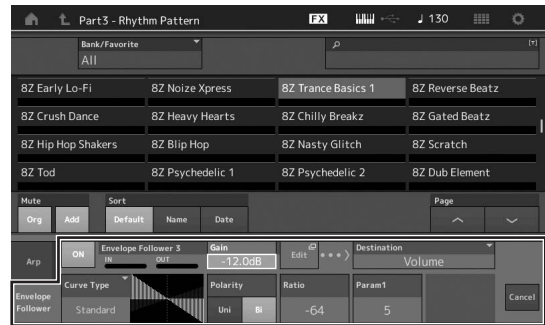 Part3 - Rhythm Pattern FX ♩ 130
Bank/Favorite
All
8Z Early Lo-Fi 8Z Noize Xpress 8Z Trance Basics 1 8Z Reverse Beatz
8Z Crush Dance 8Z Heavy Hearts 8Z Chilly Breakz 8Z Gated Beatz
8Z Hip Hop Shakers 8Z Blip Hop 8Z Nasty Glitch 8Z Scratch
8Z Tod 8Z Psychedelic 1 8Z Psychedelic 2 8Z Dub Element
Mute Sort Page
Org Add Default Name Date
Arp ON Envelope Follower 3 Gain Edit Destination
IN OUT -12.0dB Volume
Envelope Follower Curve Type Polarity Ratio Param1 Cancel
Standard Uni Bi -64 5